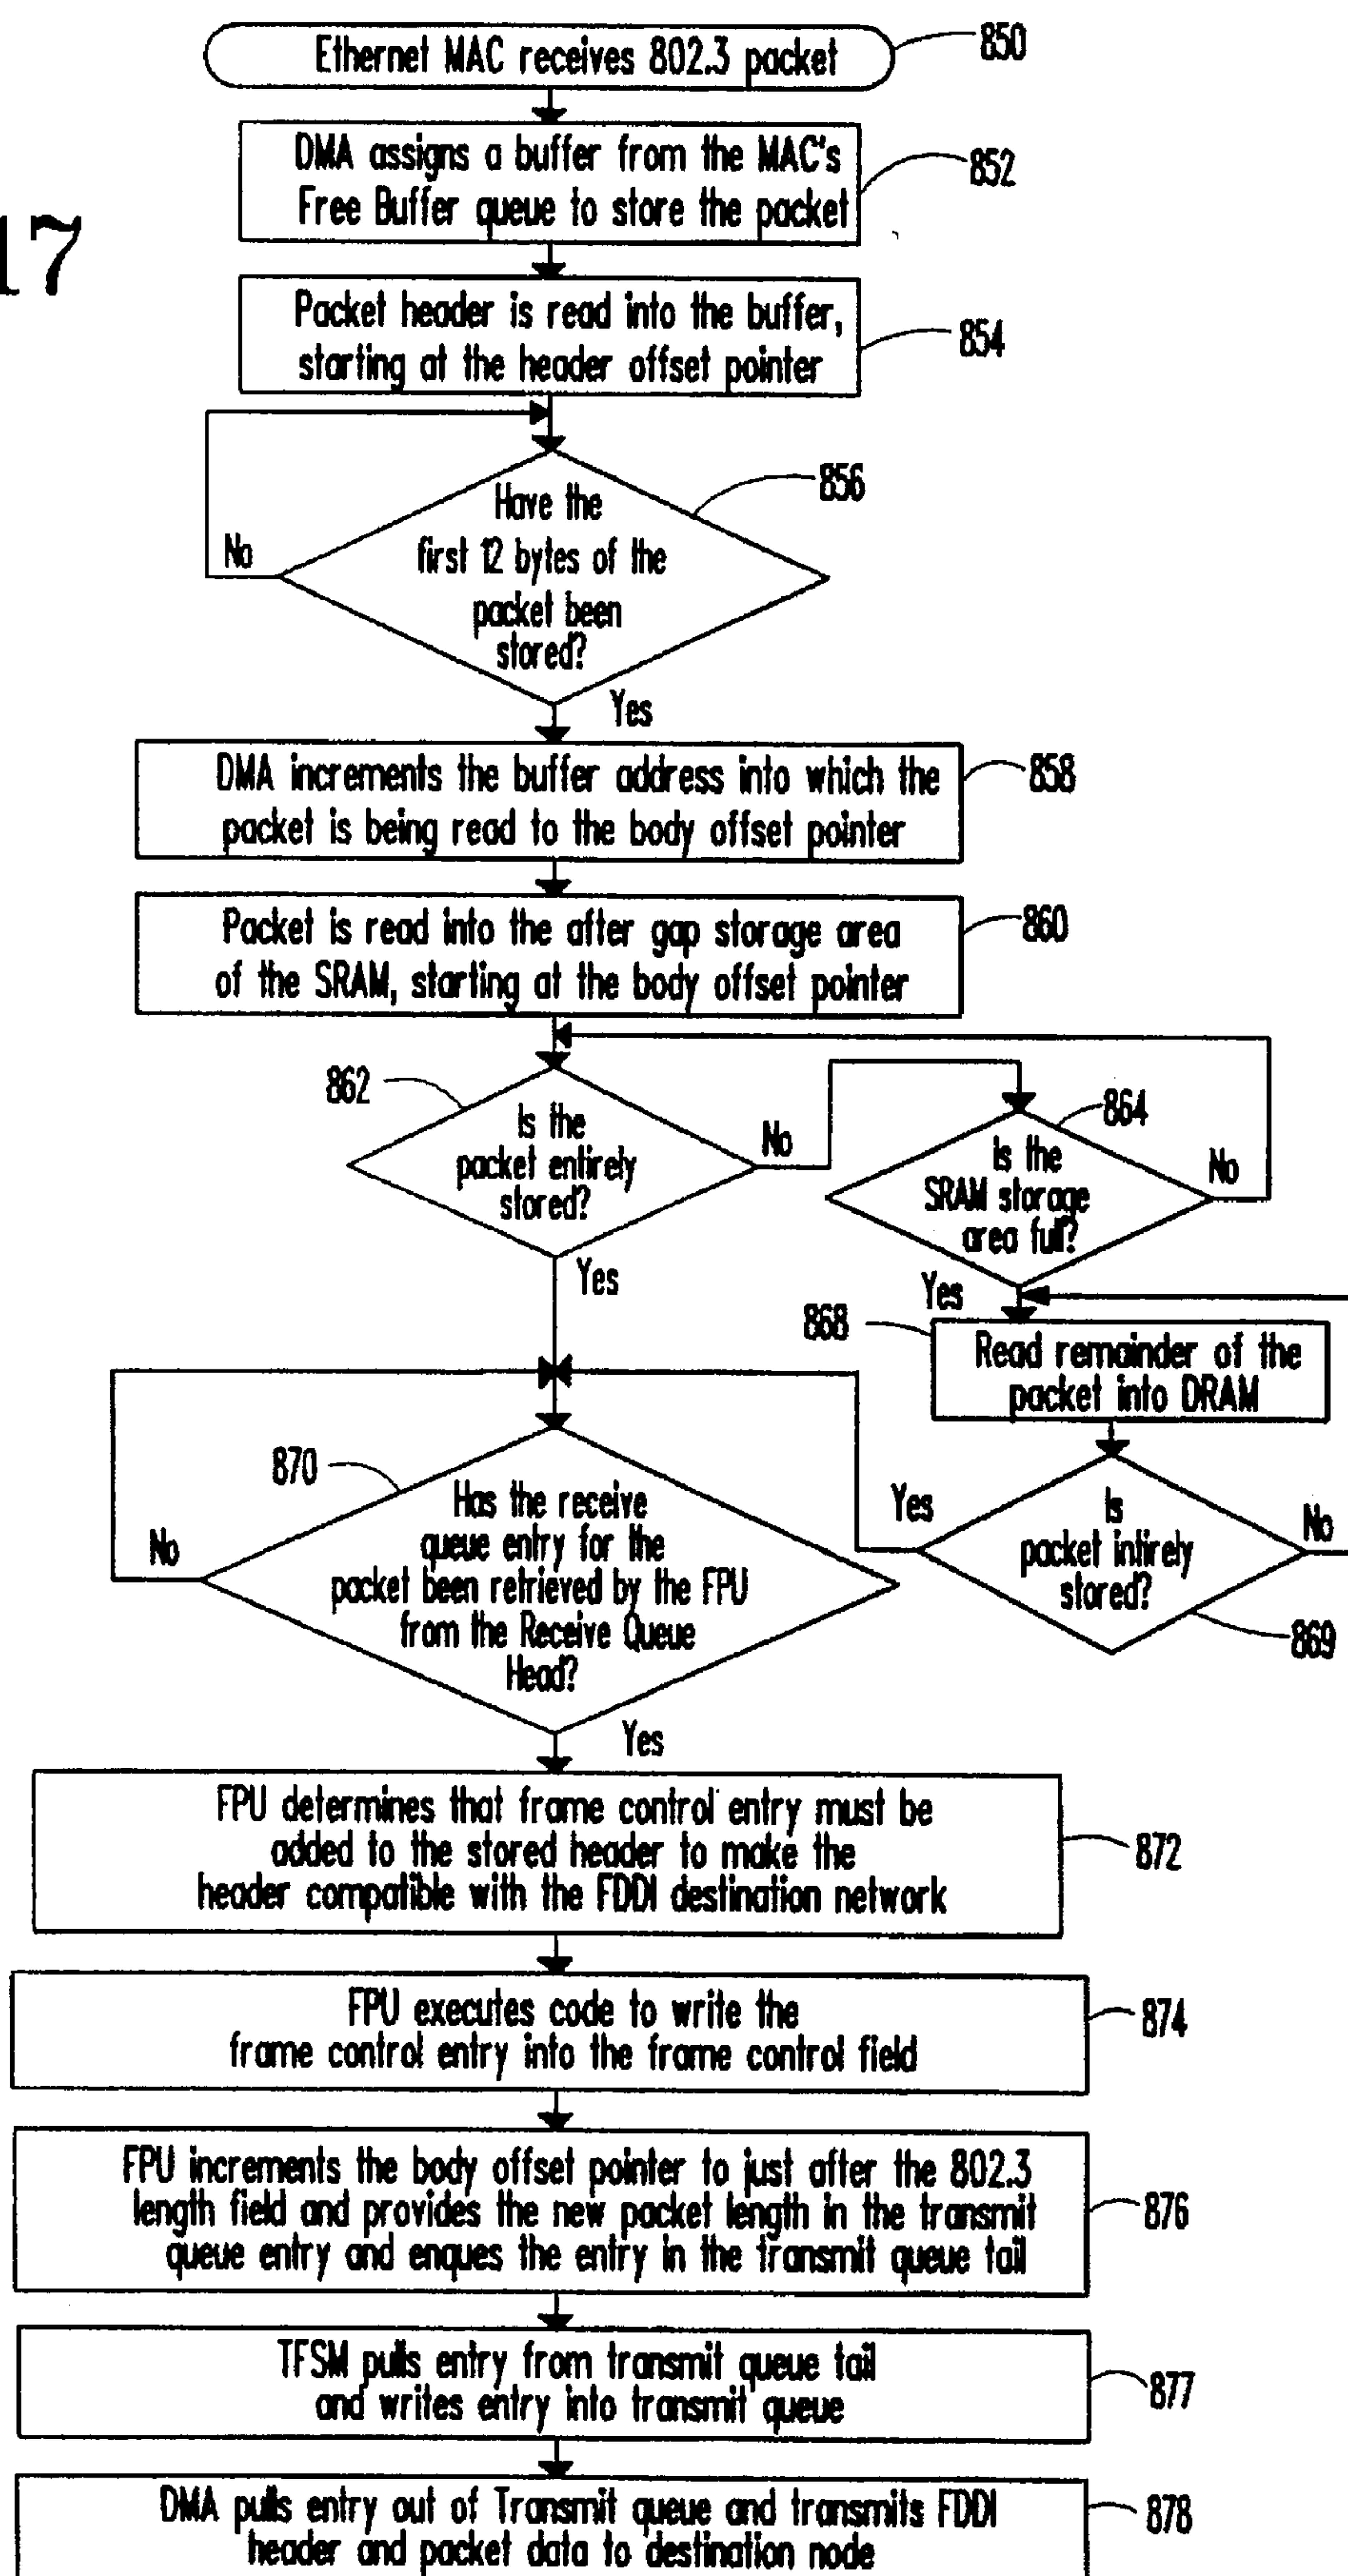 17
Ethernet MAC receives 802.3 packet
850
DMA assigns a buffer from the MAC's
Free Buffer queue to store the packet
852
Packet header is read into the buffer,
starting at the header offset pointer
854
Have the
first 12 bytes of the
packet been
stored?
856
No
Yes
DMA increments the buffer address into which the
packet is being read to the body offset pointer
858
Packet is read into the after gap storage area
of the SRAM, starting at the body offset pointer
860
862
Is the
packet entirely
stored?
No
Yes
864
Is the
SRAM storage
area full?
No
Yes
868
Read remainder of the
packet into DRAM
Is
packet intirely
stored?
Yes
No
869
870
Has the receive
queue entry for the
packet been retrieved by the FPU
from the Receive Queue
Head?
No
Yes
FPU determines that frame control entry must be
added to the stored header to make the
header compatible with the FDDI destination network
872
FPU executes code to write the
frame control entry into the frame control field
874
FPU increments the body offset pointer to just after the 802.3
length field and provides the new packet length in the transmit
queue entry and enques the entry in the transmit queue tail
876
TFSM pulls entry from transmit queue tail
and writes entry into transmit queue
877
DMA pulls entry out of Transmit queue and transmits FDDI
header and packet data to destination node
878